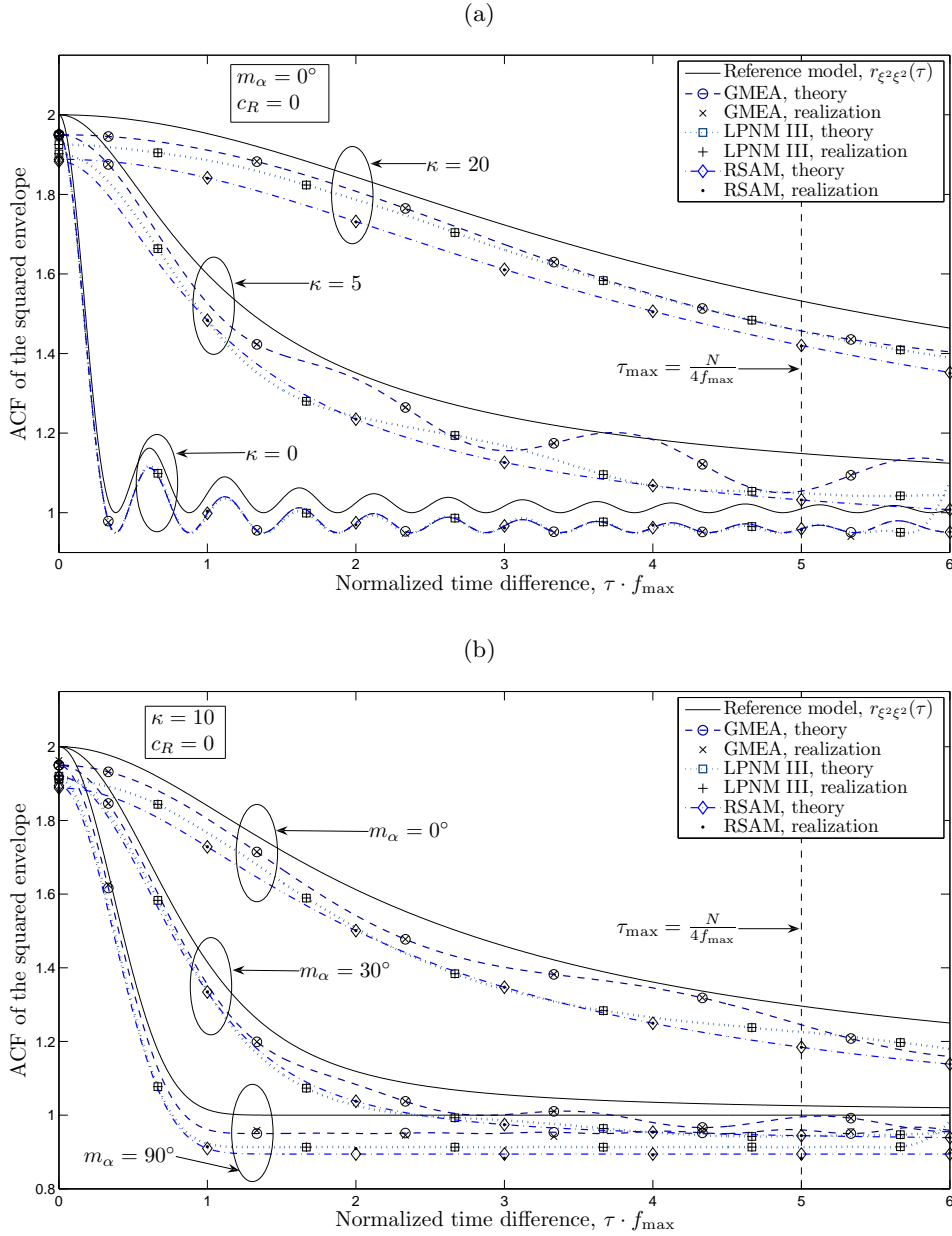 (a)
m_α = 0°
c_R = 0
Reference model, r_{ξ²ξ²}(τ)
GMEA, theory
GMEA, realization
LPNM III, theory
LPNM III, realization
RSAM, theory
RSAM, realization
κ = 20
κ = 5
κ = 0
τ_max = N/4f_max
ACF of the squared envelope
2
1.8
1.6
1.4
1.2
1
0 1 2 3 4 5 6
Normalized time difference, τ · f_max
(b)
κ = 10
c_R = 0
Reference model, r_{ξ²ξ²}(τ)
GMEA, theory
GMEA, realization
LPNM III, theory
LPNM III, realization
RSAM, theory
RSAM, realization
m_α = 0°
m_α = 30°
m_α = 90°
τ_max = N/4f_max
ACF of the squared envelope
2
1.8
1.6
1.4
1.2
1
0.8
0 1 2 3 4 5 6
Normalized time difference, τ · f_max